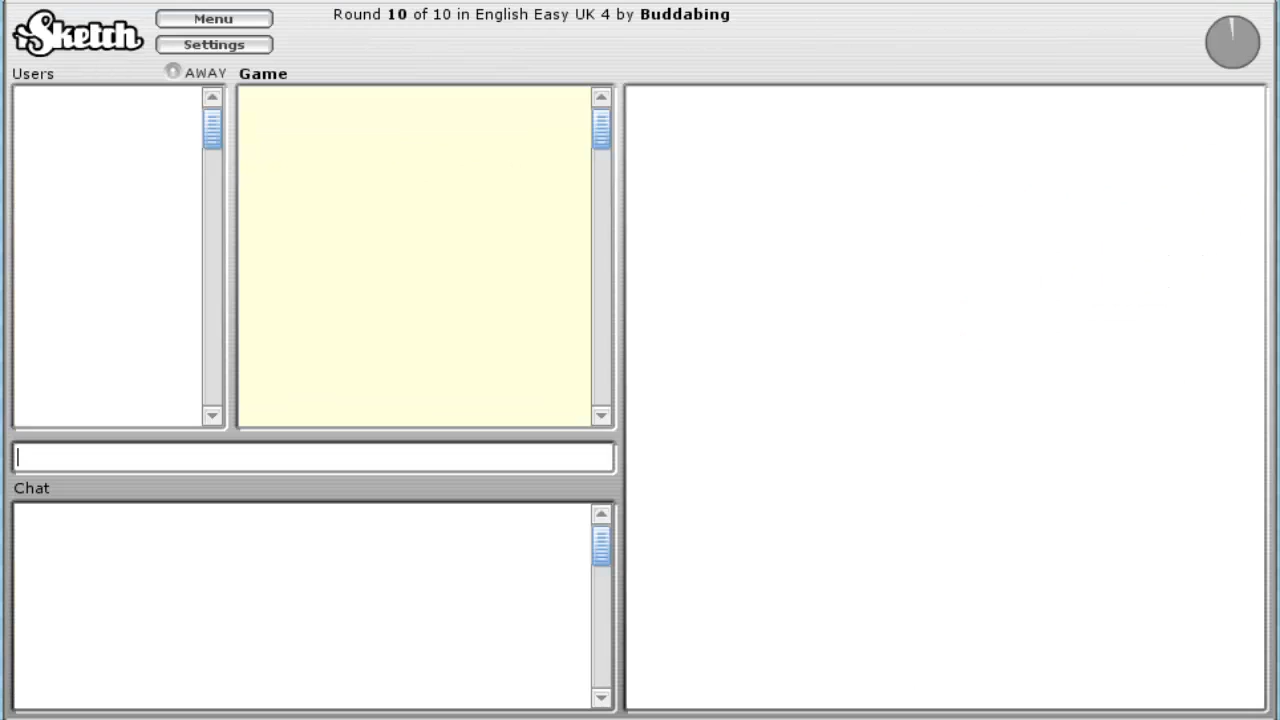 iSketch
Menu
Settings
Round 10 of 10 in English Easy UK 4 by Buddabing
Users
AWAY
Game
Chat